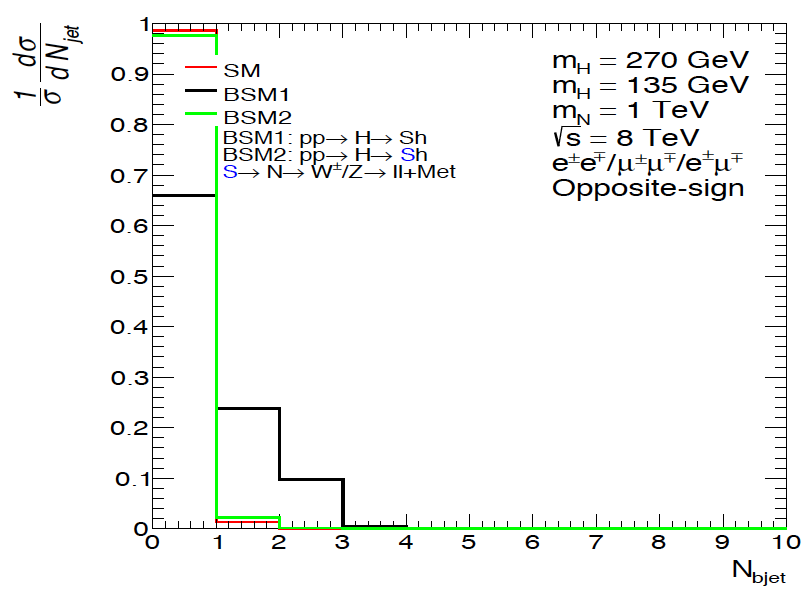 1/σ dσ/dN_jet
1
0.9
0.8
0.7
0.6
0.5
0.4
0.3
0.2
0.1
0
SM
BSM1
BSM2
BSM1: pp→ H→ Sh
BSM2: pp→ H→ Sh
S→ N→ W±/Z→ ll+Met
m_H = 270 GeV
m_H = 135 GeV
m_N = 1 TeV
√s = 8 TeV
e±e∓/μ±μ∓/e±μ∓
Opposite-sign
0 1 2 3 4 5 6 7 8 9 10
N_bjet